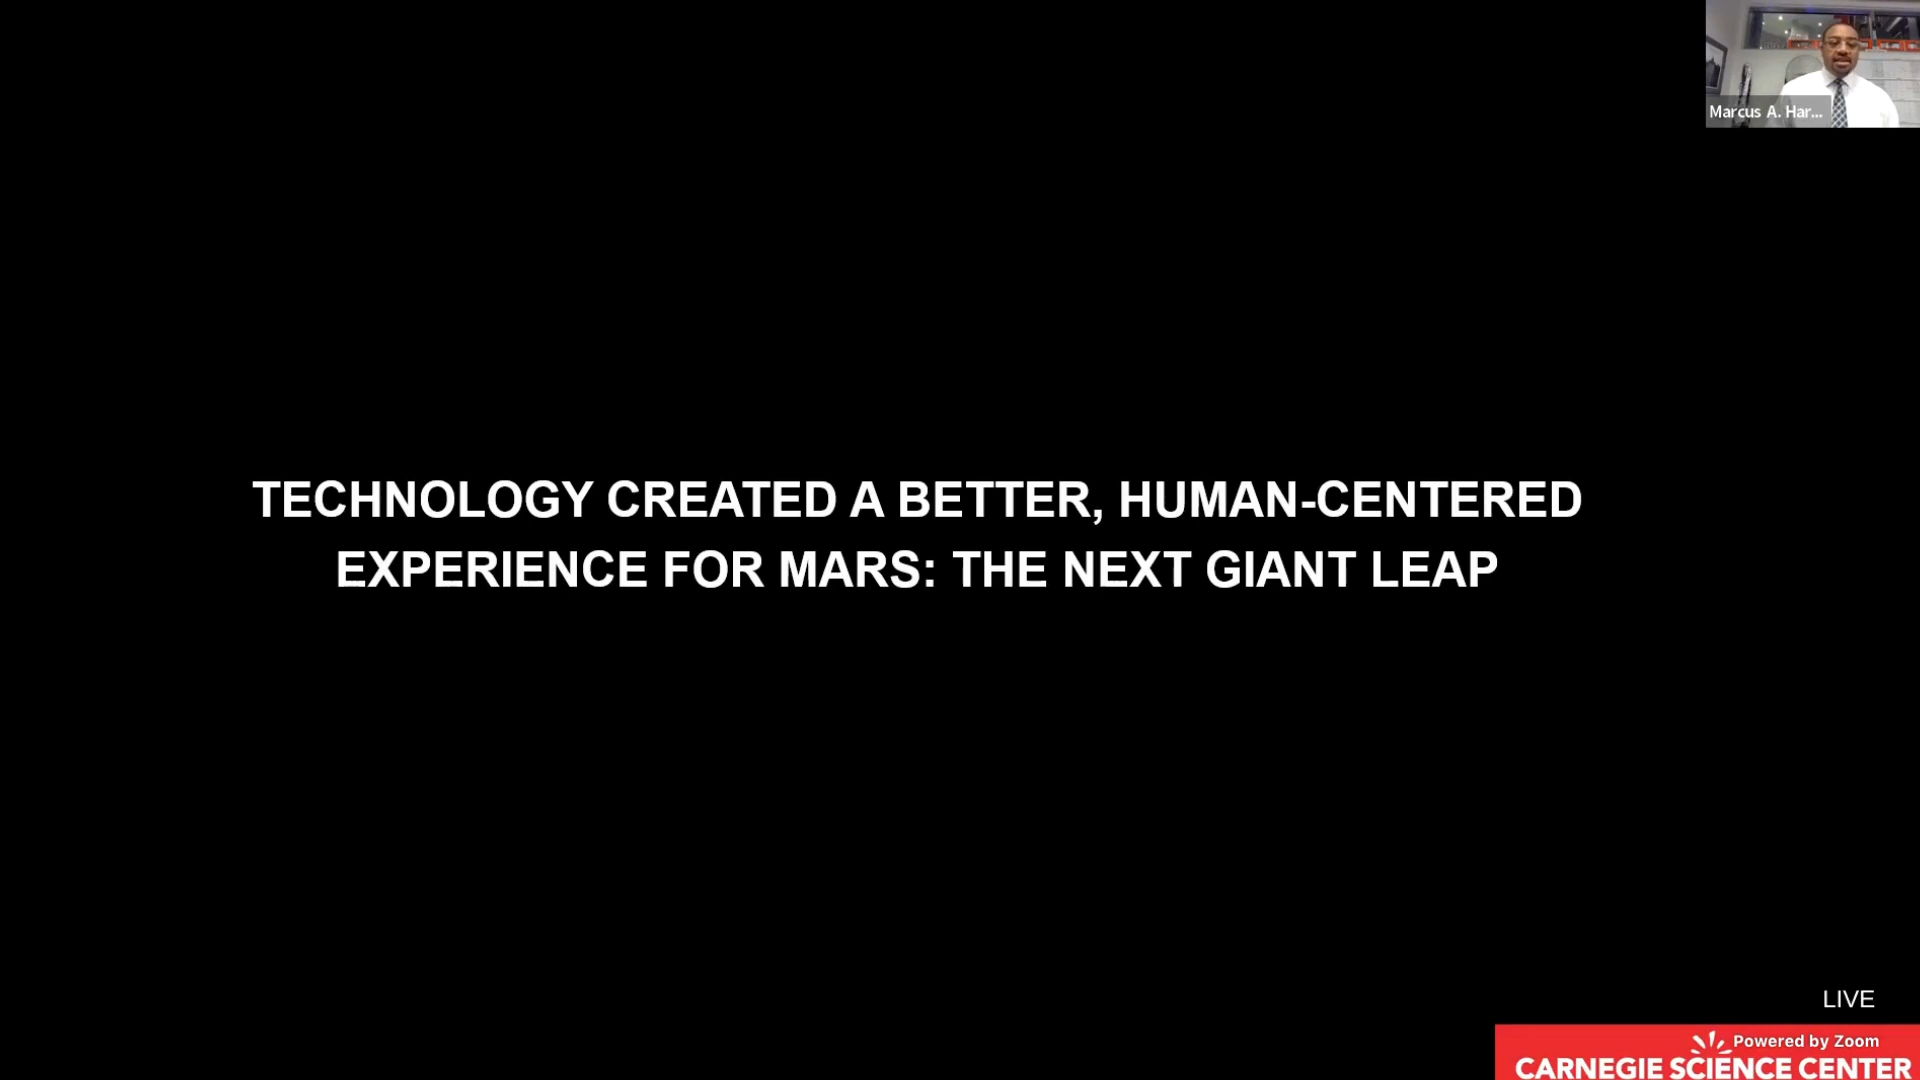 Marcus A. Har...
TECHNOLOGY CREATED A BETTER, HUMAN-CENTERED
EXPERIENCE FOR MARS: THE NEXT GIANT LEAP
LIVE
Powered by Zoom
CARNEGIE SCIENCE CENTER